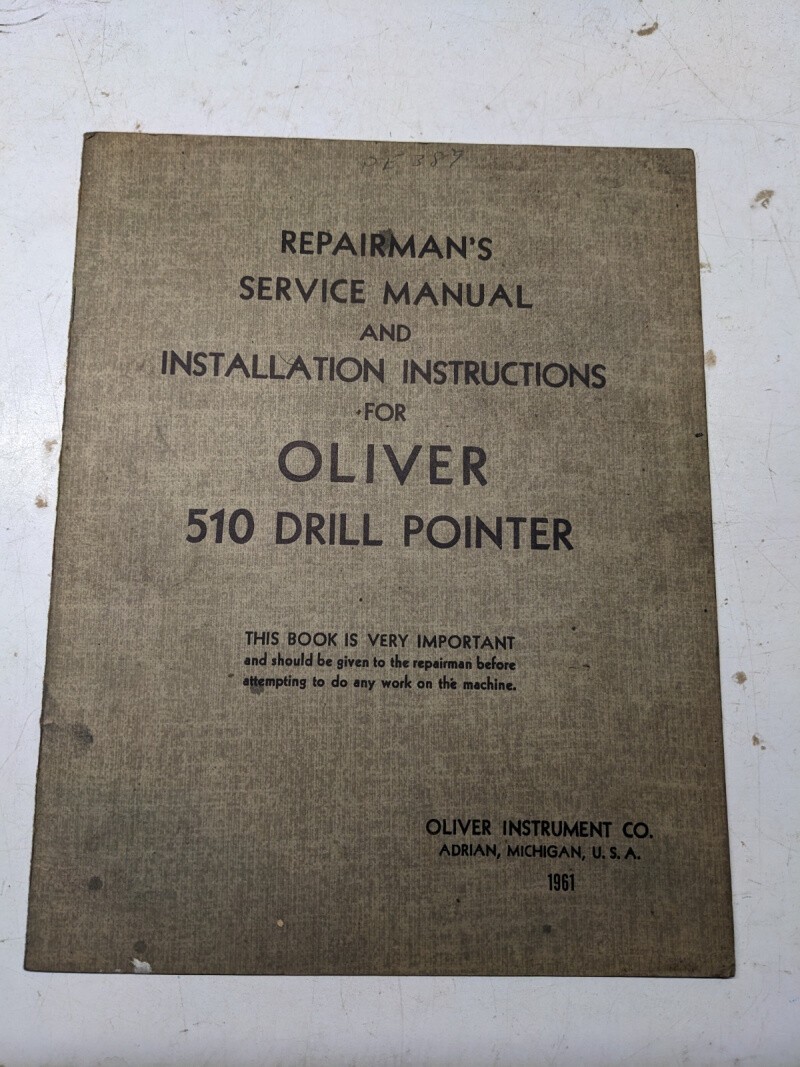 PE 389
REPAIRMAN'S
SERVICE MANUAL
AND
INSTALLATION INSTRUCTIONS
FOR
OLIVER
510 DRILL POINTER
THIS BOOK IS VERY IMPORTANT
and should be given to the repairman before
attempting to do any work on the machine.
OLIVER INSTRUMENT CO.
ADRIAN, MICHIGAN, U. S. A.
1961